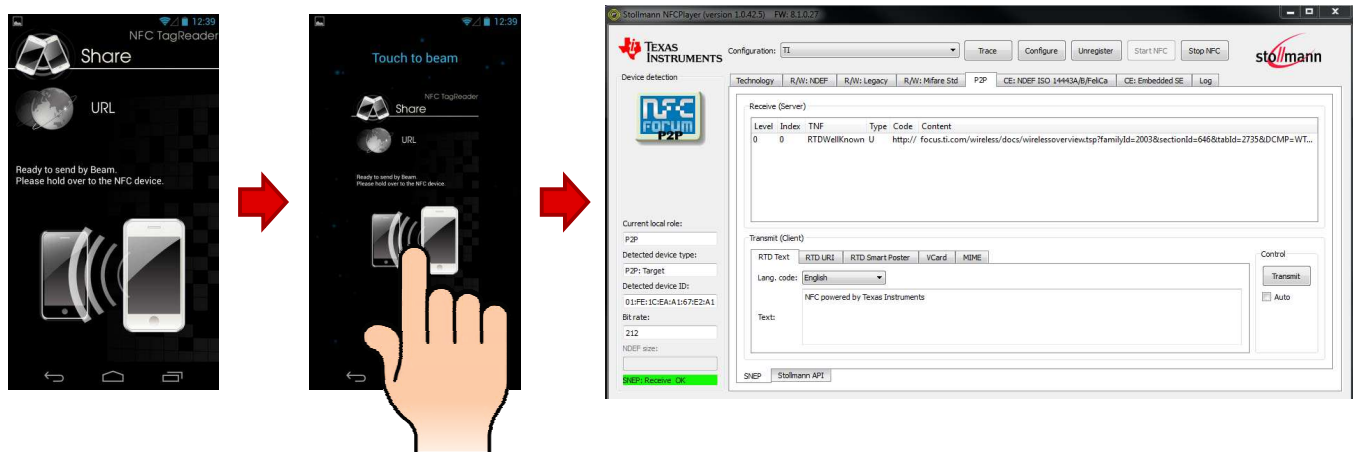 12:39
NFC TagReader
Share
URL
Ready to send by Beam.
Please hold over to the NFC device.
12:39
Touch to beam
NFC TagReader
Share
URL
Ready to send by Beam.
Please hold over to the NFC device.
Stollmann NFCPlayer (version 1.0.42.5) FW: 8.1.0.27
TEXAS INSTRUMENTS
Configuration: TI
Trace Configure Unregister Start NFC Stop NFC
stollmann
Device detection
NFC
FORUM
P2P
Technology R/W: NDEF R/W: Legacy R/W: Mifare Std P2P CE: NDEF ISO 14443A/B/FeliCa CE: Embedded SE Log
Receive (Server)
Level Index TNF Type Code Content
0 0 RTDWellKnown U http:// focus.ti.com/wireless/docs/wirelessoverview.tsp?familyId=2003&sectionId=646&tabId=2735&DCMP=WT...
Current local role:
P2P
Detected device type:
P2P: Target
Detected device ID:
01:FE:1C:EA:A1:67:E2:A1
Bit rate:
212
NDEF size:
SNEP: Receive OK
Transmit (Client)
RTD Text RTD URI RTD Smart Poster VCard MIME
Lang. code: English
Text: NFC powered by Texas Instruments
Control
Transmit
Auto
SNEP Stollmann API